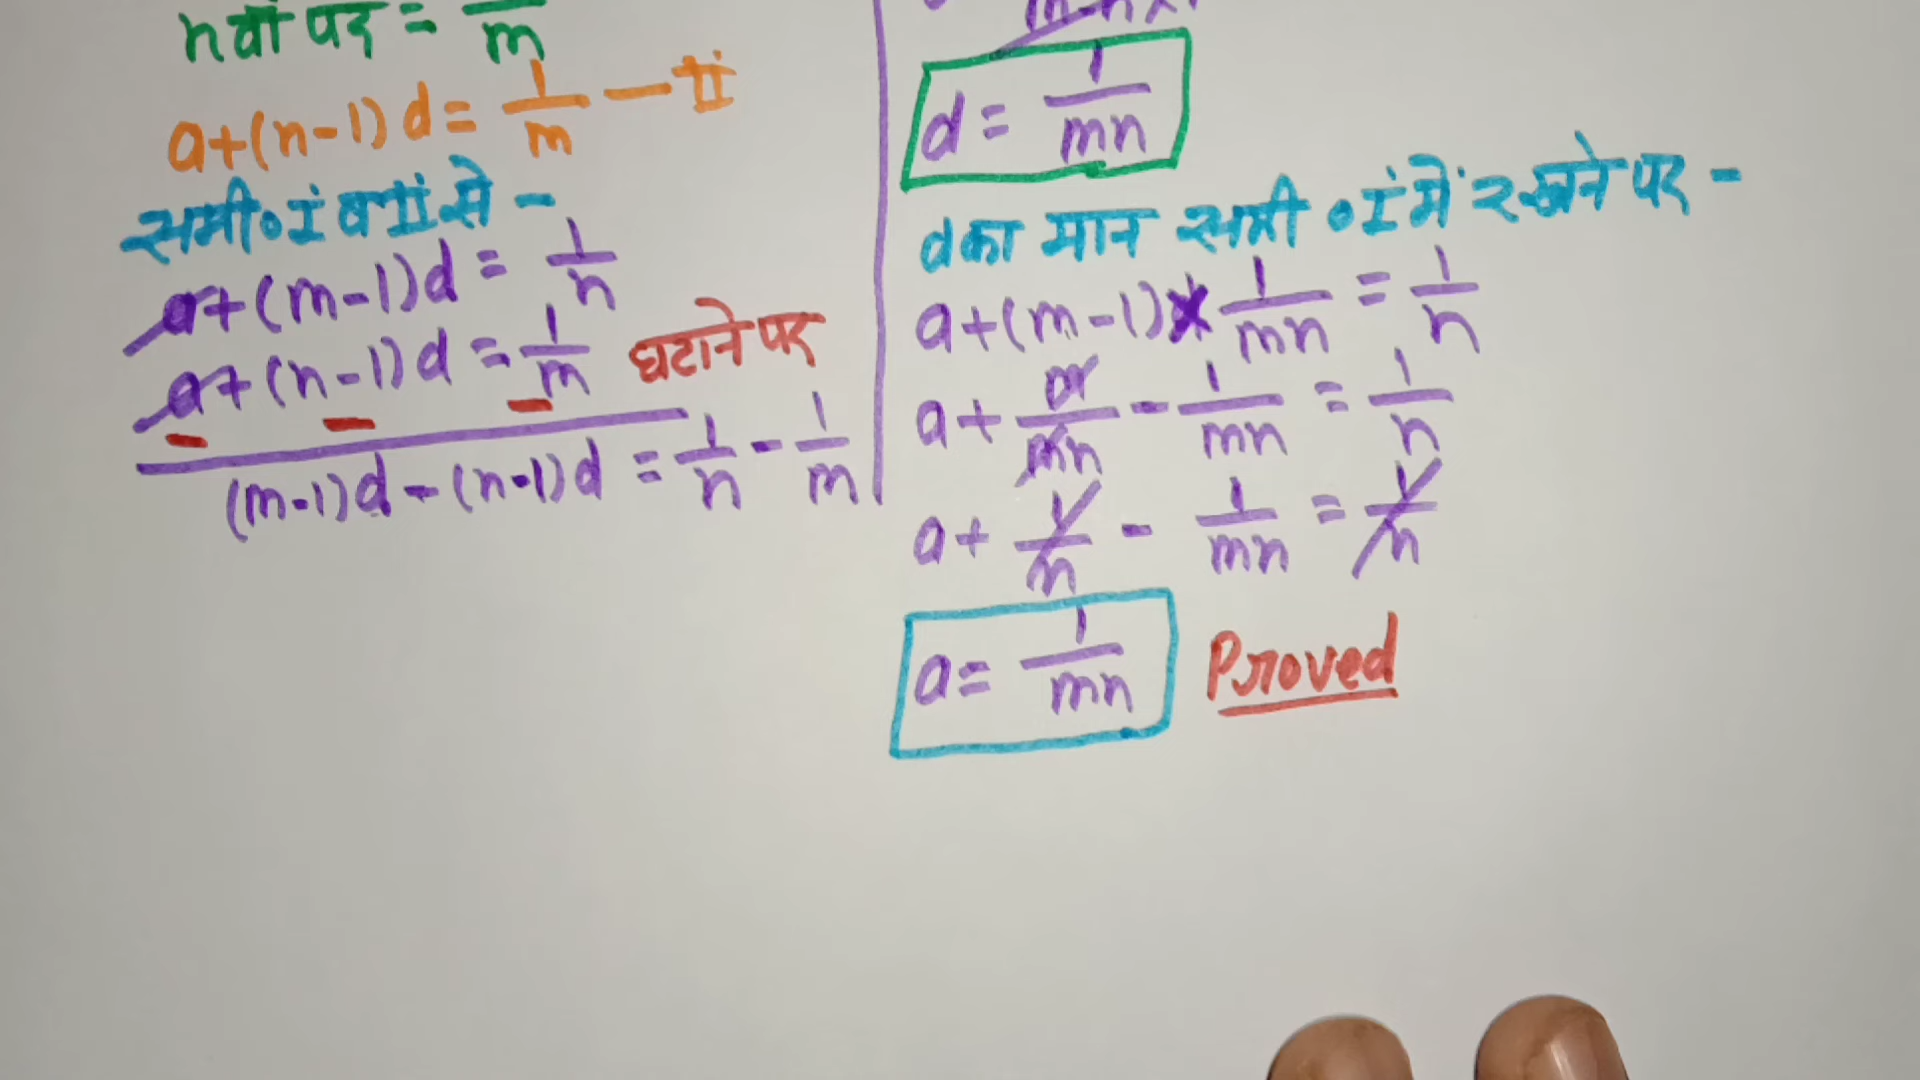 nवाँ पद = 1/m
a+(n-1)d = 1/m — II
समी० I व II से -
a+(m-1)d = 1/n
a+(n-1)d = 1/m घटाने पर
(m-1)d - (n-1)d = 1/n - 1/m
d = 1/mn
d का मान समी० I में रखने पर -
a+(m-1)× 1/mn = 1/n
a + m/mn - 1/mn = 1/n
a + 1/n - 1/mn = 1/n
a = 1/mn Proved